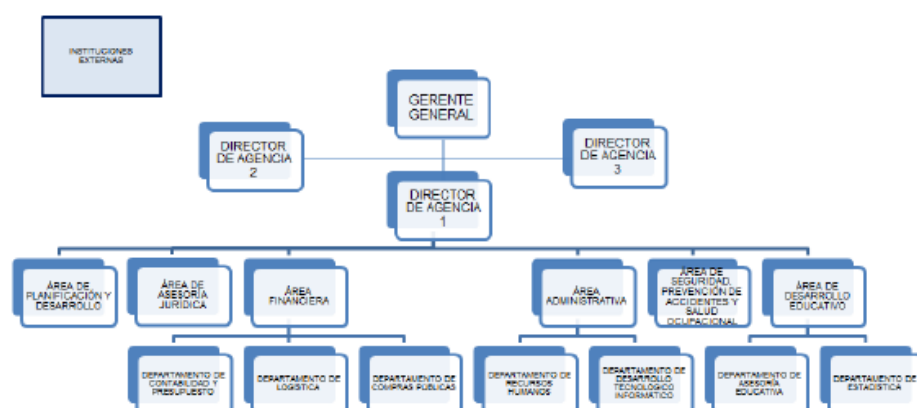 INSTITUCIONES
EXTERNAS
GERENTE
GENERAL
DIRECTOR
DE AGENCIA
2
DIRECTOR
DE AGENCIA
3
DIRECTOR
DE AGENCIA
1
ÁREA DE
PLANIFICACIÓN Y
DESARROLLO
ÁREA DE
ASESORÍA
JURÍDICA
ÁREA
FINANCIERA
ÁREA
ADMINISTRATIVA
ÁREA DE
SEGURIDAD,
PREVENCIÓN DE
ACCIDENTES Y
SALUD
OCUPACIONAL
ÁREA DE
DESARROLLO
EDUCATIVO
DEPARTAMENTO DE
CONTABILIDAD Y
PRESUPUESTO
DEPARTAMENTO DE
LOGÍSTICA
DEPARTAMENTO DE
COMPRAS PÚBLICAS
DEPARTAMENTO DE
RECURSOS
HUMANOS
DEPARTAMENTO DE
DESARROLLO
TECNOLÓGICO
INFORMÁTICO
DEPARTAMENTO DE
ASESORÍA
EDUCATIVA
DEPARTAMENTO DE
ESTADÍSTICA